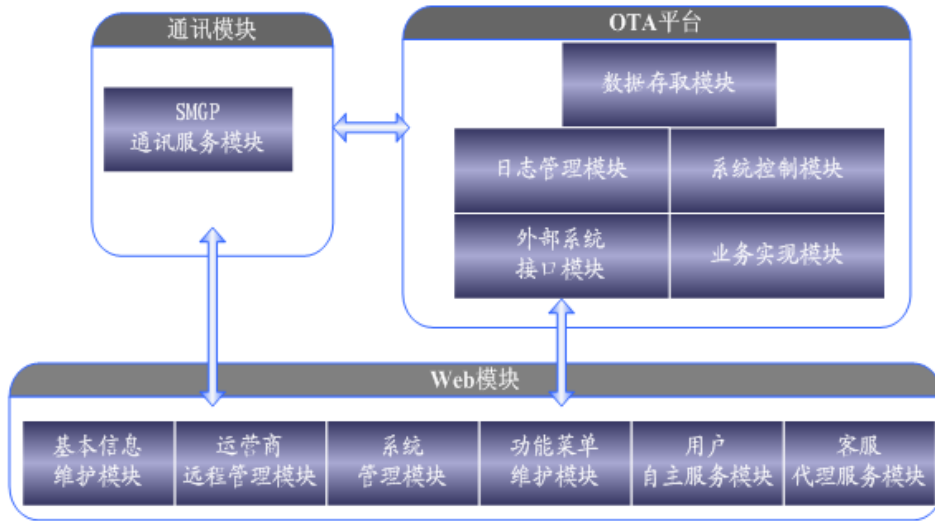 通讯模块
SMGP
通讯服务模块
OTA平台
数据存取模块
日志管理模块
系统控制模块
外部系统
接口模块
业务实现模块
Web模块
基本信息
维护模块
运营商
远程管理模块
系统
管理模块
功能菜单
维护模块
用户
自主服务模块
客服
代理服务模块